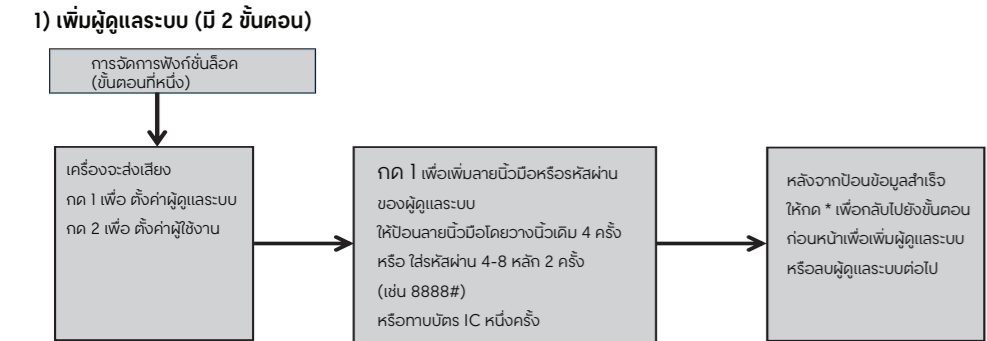 1) เพิ่มผู้ดูแลระบบ (มี 2 ขั้นตอน)
การจัดการฟังก์ชั่นล็อค
(ขั้นตอนที่หนึ่ง)
เครื่องจะส่งเสียง
กด 1 เพื่อ ตั้งค่าผู้ดูแลระบบ
กด 2 เพื่อ ตั้งค่าผู้ใช้งาน
กด 1 เพื่อเพิ่มลายนิ้วมือหรือรหัสผ่าน
ของผู้ดูแลระบบ
ให้ป้อนลายนิ้วมือโดยวางนิ้วเดิม 4 ครั้ง
หรือ ใส่รหัสผ่าน 4-8 หลัก 2 ครั้ง
(เช่น 8888#)
หรือทาบบัตร IC หนึ่งครั้ง
หลังจากป้อนข้อมูลสำเร็จ
ให้กด * เพื่อกลับไปยังขั้นตอน
ก่อนหน้าเพื่อเพิ่มผู้ดูแลระบบ
หรือลบผู้ดูแลระบบต่อไป